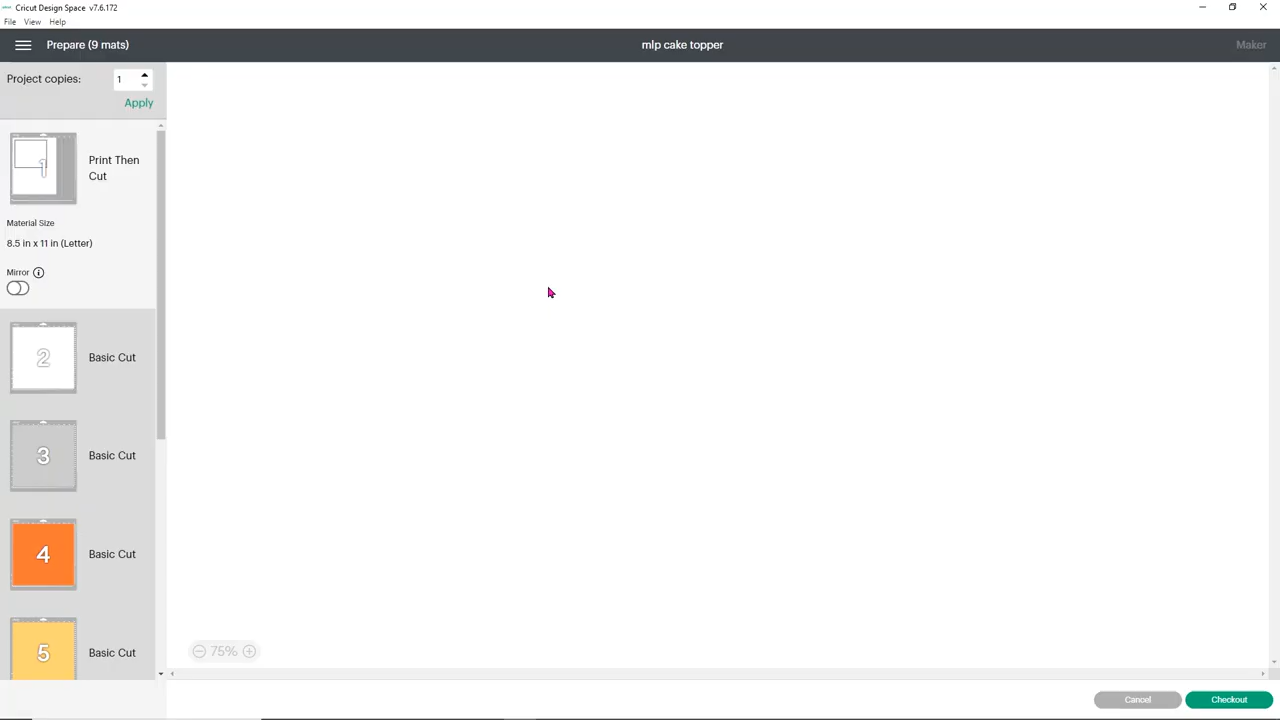 Cricut Design Space v7.6.172
File View Help
Prepare (9 mats)
mlp cake topper
Maker
Project copies: 1
Apply
1
Print Then
Cut
Material Size
8.5 in x 11 in (Letter)
Mirror
2 Basic Cut
3 Basic Cut
4 Basic Cut
5 Basic Cut
75%
Cancel
Checkout